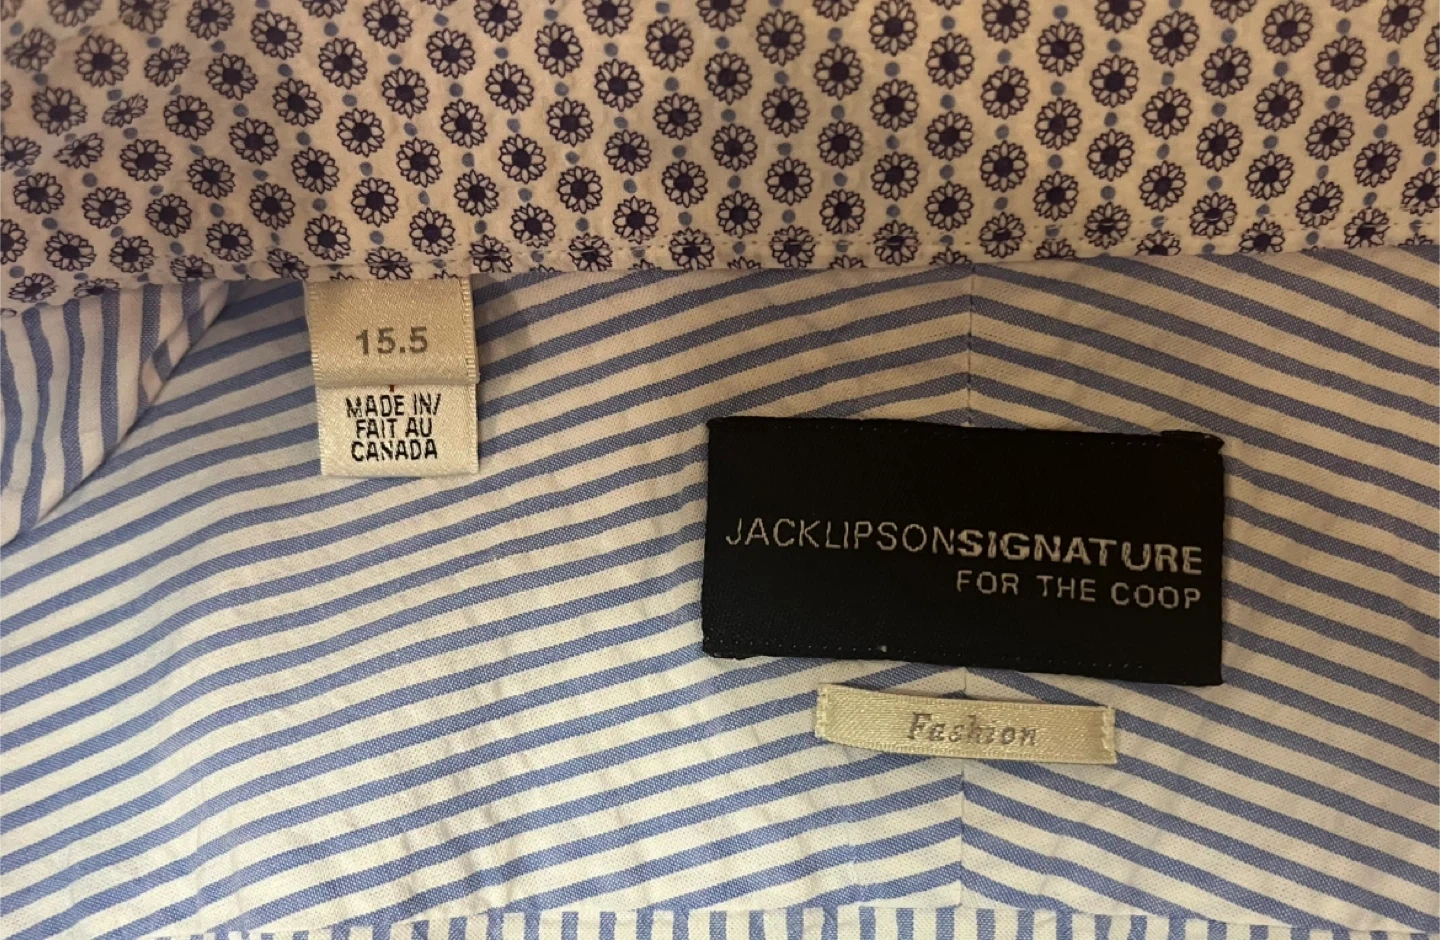 15.5
MADE IN/
FAIT AU
CANADA
JACKLIPSONSIGNATURE
FOR THE COOP
Fashion